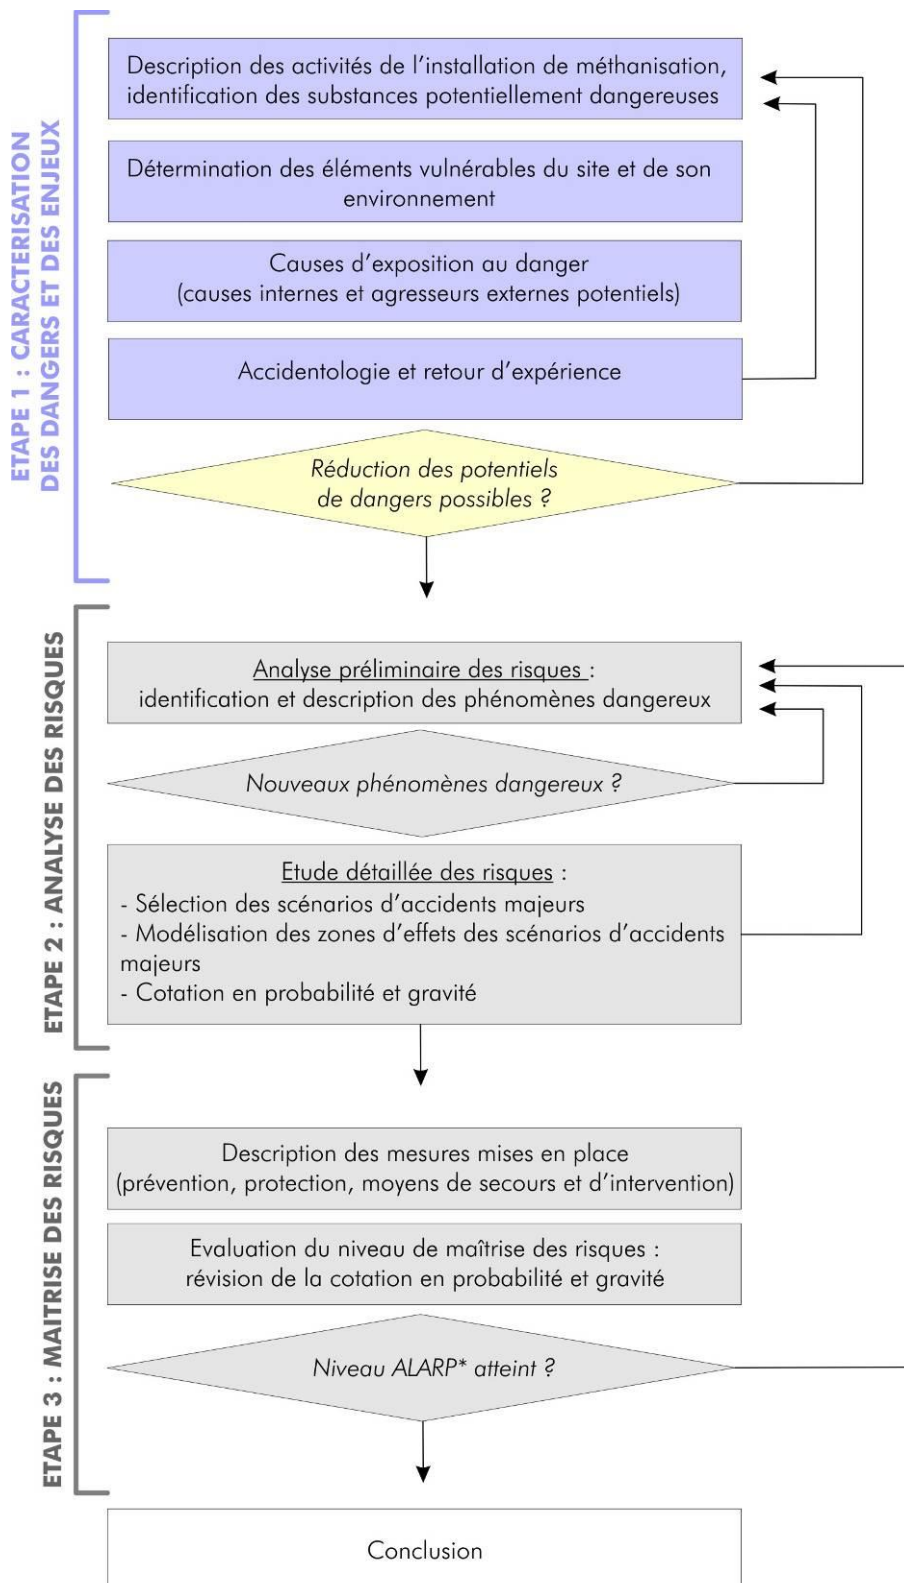 ETAPE 1 : CARACTERISATION
DES DANGERS ET DES ENJEUX
Description des activités de l'installation de méthanisation,
identification des substances potentiellement dangereuses
Détermination des éléments vulnérables du site et de son
environnement
Causes d'exposition au danger
(causes internes et agresseurs externes potentiels)
Accidentologie et retour d'expérience
Réduction des potentiels
de dangers possibles ?
ETAPE 2 : ANALYSE DES RISQUES
Analyse préliminaire des risques :
identification et description des phénomènes dangereux
Nouveaux phénomènes dangereux ?
Etude détaillée des risques :
- Sélection des scénarios d'accidents majeurs
- Modélisation des zones d'effets des scénarios d'accidents
majeurs
- Cotation en probabilité et gravité
ETAPE 3 : MAITRISE DES RISQUES
Description des mesures mises en place
(prévention, protection, moyens de secours et d'intervention)
Evaluation du niveau de maîtrise des risques :
révision de la cotation en probabilité et gravité
Niveau ALARP* atteint ?
Conclusion